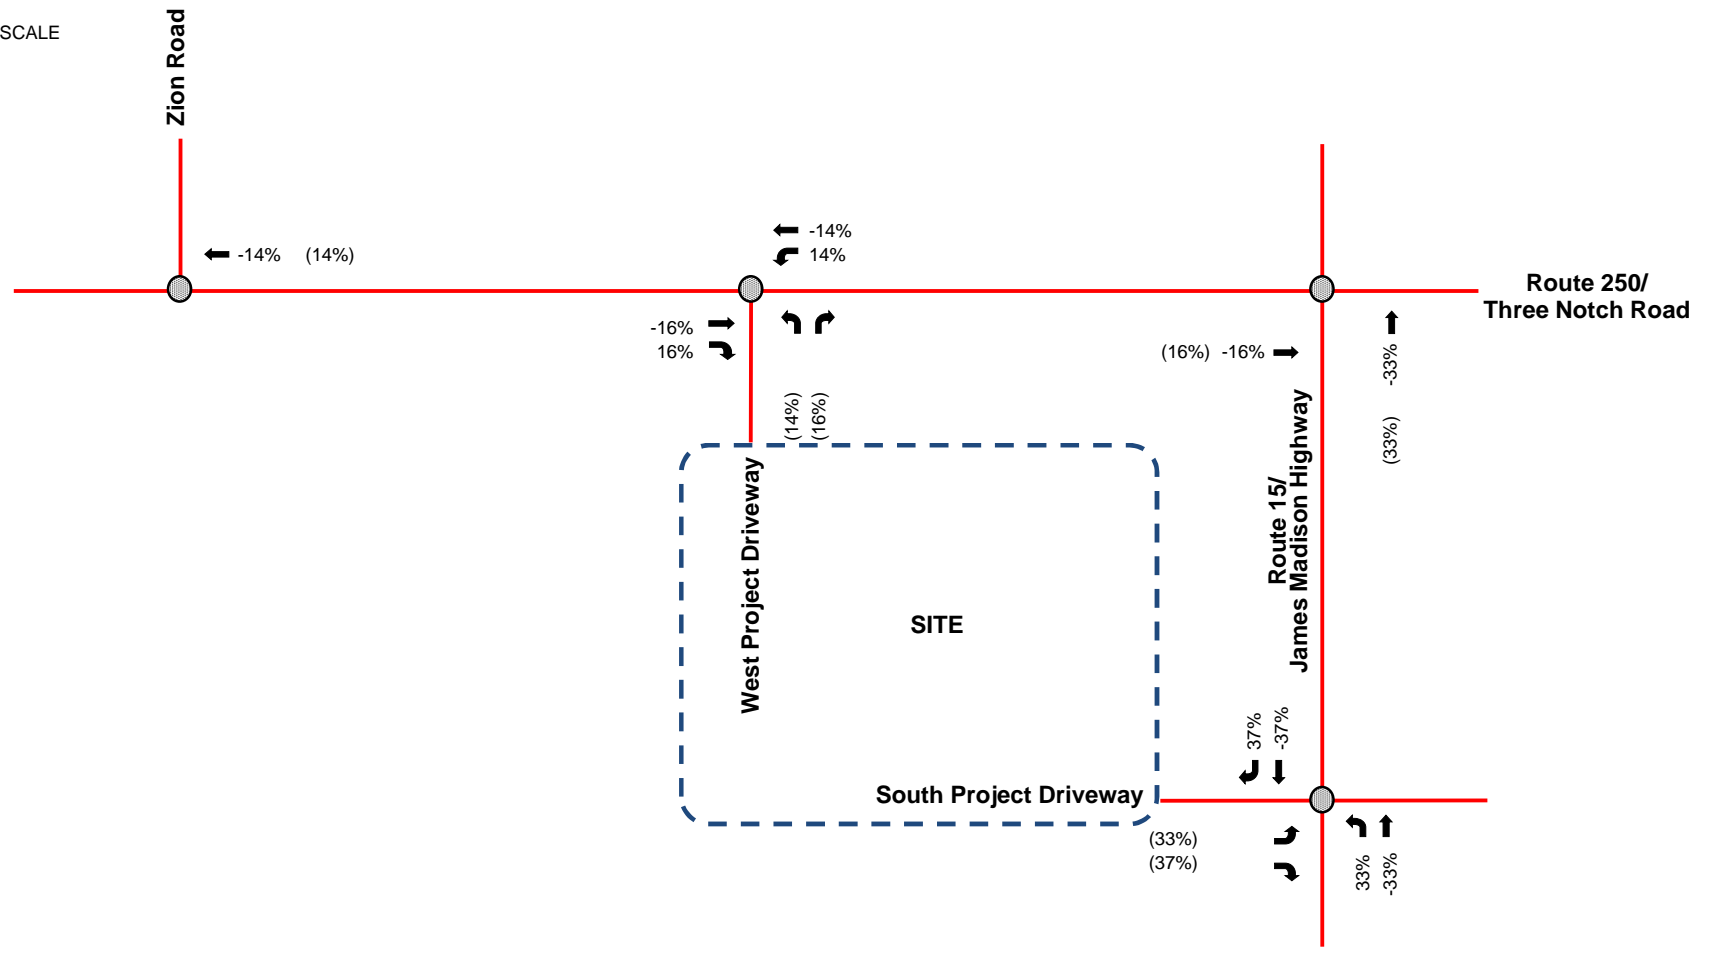 SCALE
Zion Road
-14%
14%
-14% (14%)
Route 250/
Three Notch Road
-16%
16%
(16%) -16%
-33%
(33%)
(14%)
(16%)
Route 15/
James Madison Highway
West Project Driveway
SITE
37%
-37%
South Project Driveway
(33%)
(37%)
33%
-33%